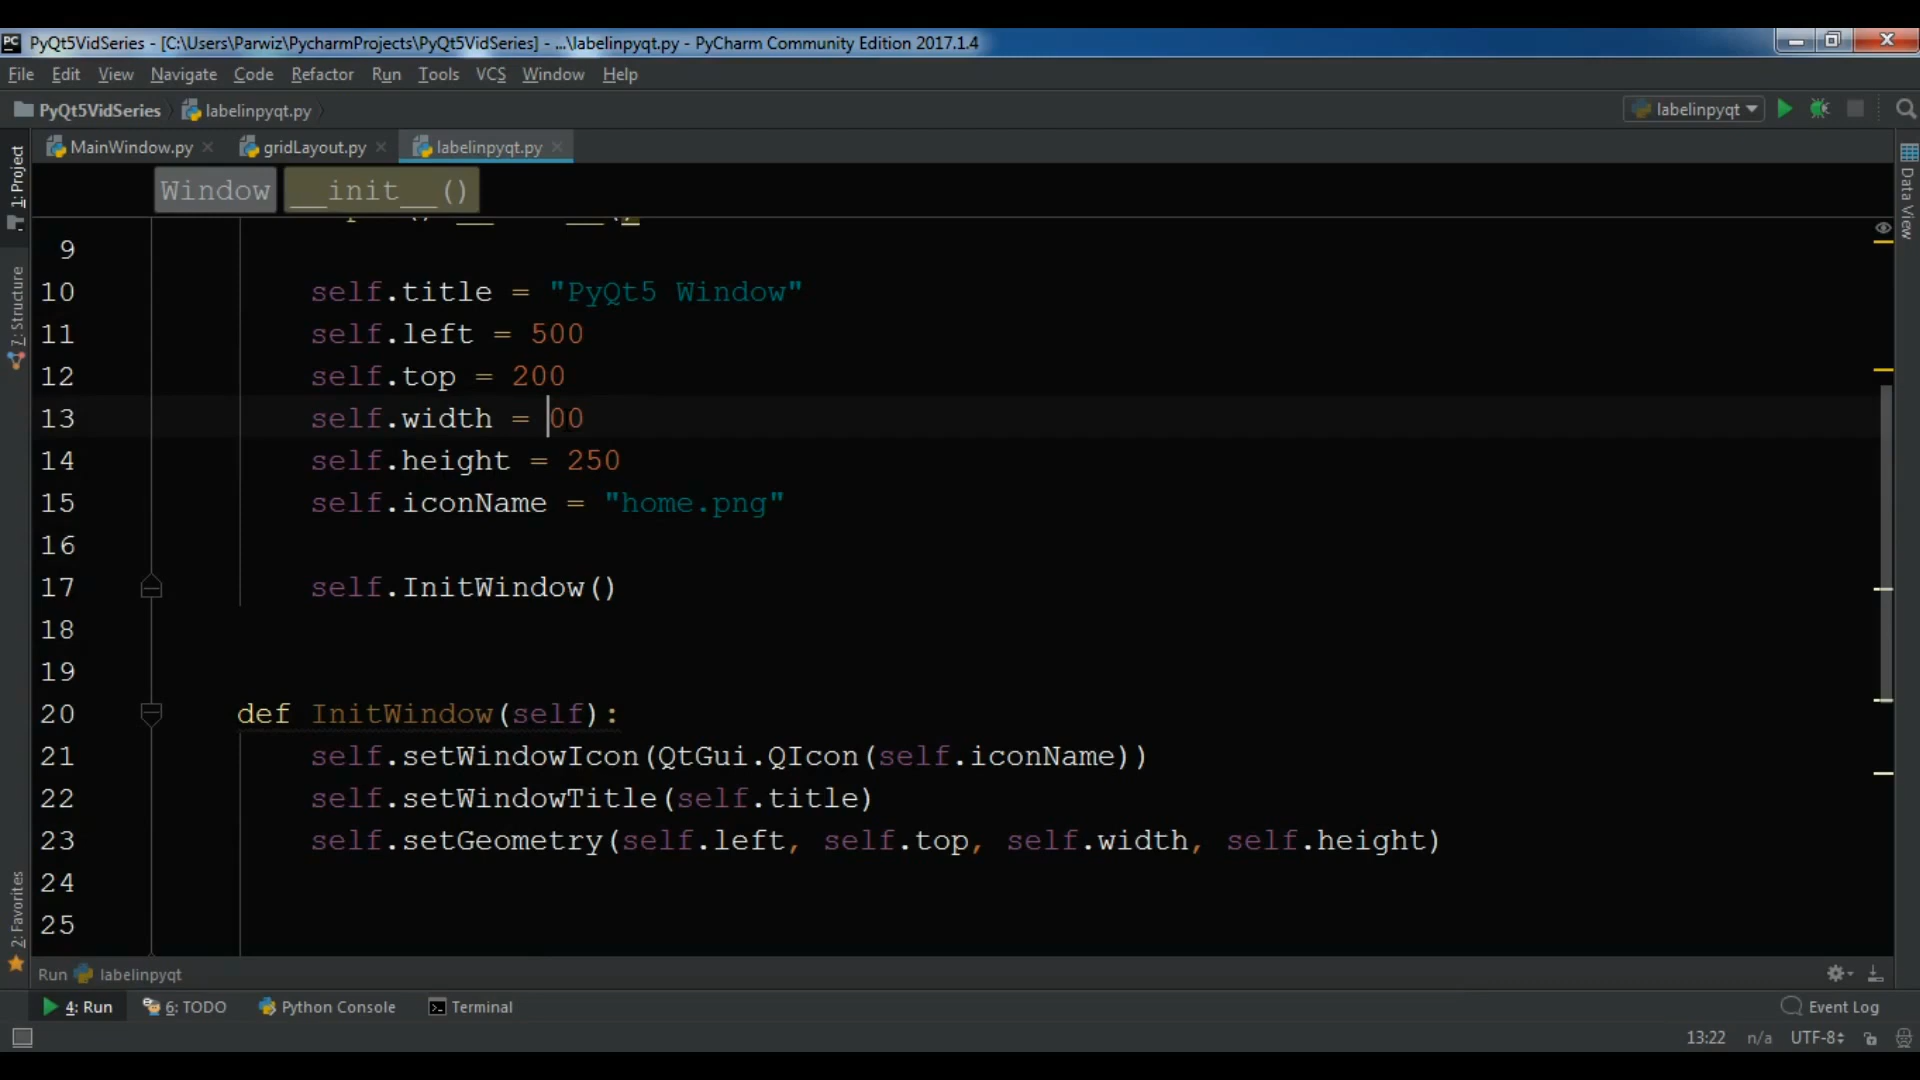 PyQt5VidSeries - [C:\Users\Parwiz\PycharmProjects\PyQt5VidSeries] - ...\labelinpyqt.py - PyCharm Community Edition 2017.1.4
File Edit View Navigate Code Refactor Run Tools VCS Window Help
PyQt5VidSeries labelinpyqt.py labelinpyqt
MainWindow.py gridLayout.py labelinpyqt.py
Window __init__()
1: Project
7: Structure
2: Favorites
Data View
9
10 self.title = "PyQt5 Window"
11 self.left = 500
12 self.top = 200
13 self.width = 00
14 self.height = 250
15 self.iconName = "home.png"
16
17 self.InitWindow()
18
19
20 def InitWindow(self):
21 self.setWindowIcon(QtGui.QIcon(self.iconName))
22 self.setWindowTitle(self.title)
23 self.setGeometry(self.left, self.top, self.width, self.height)
24
25
Run labelinpyqt
4: Run 6: TODO Python Console Terminal Event Log
13:22 n/a UTF-8